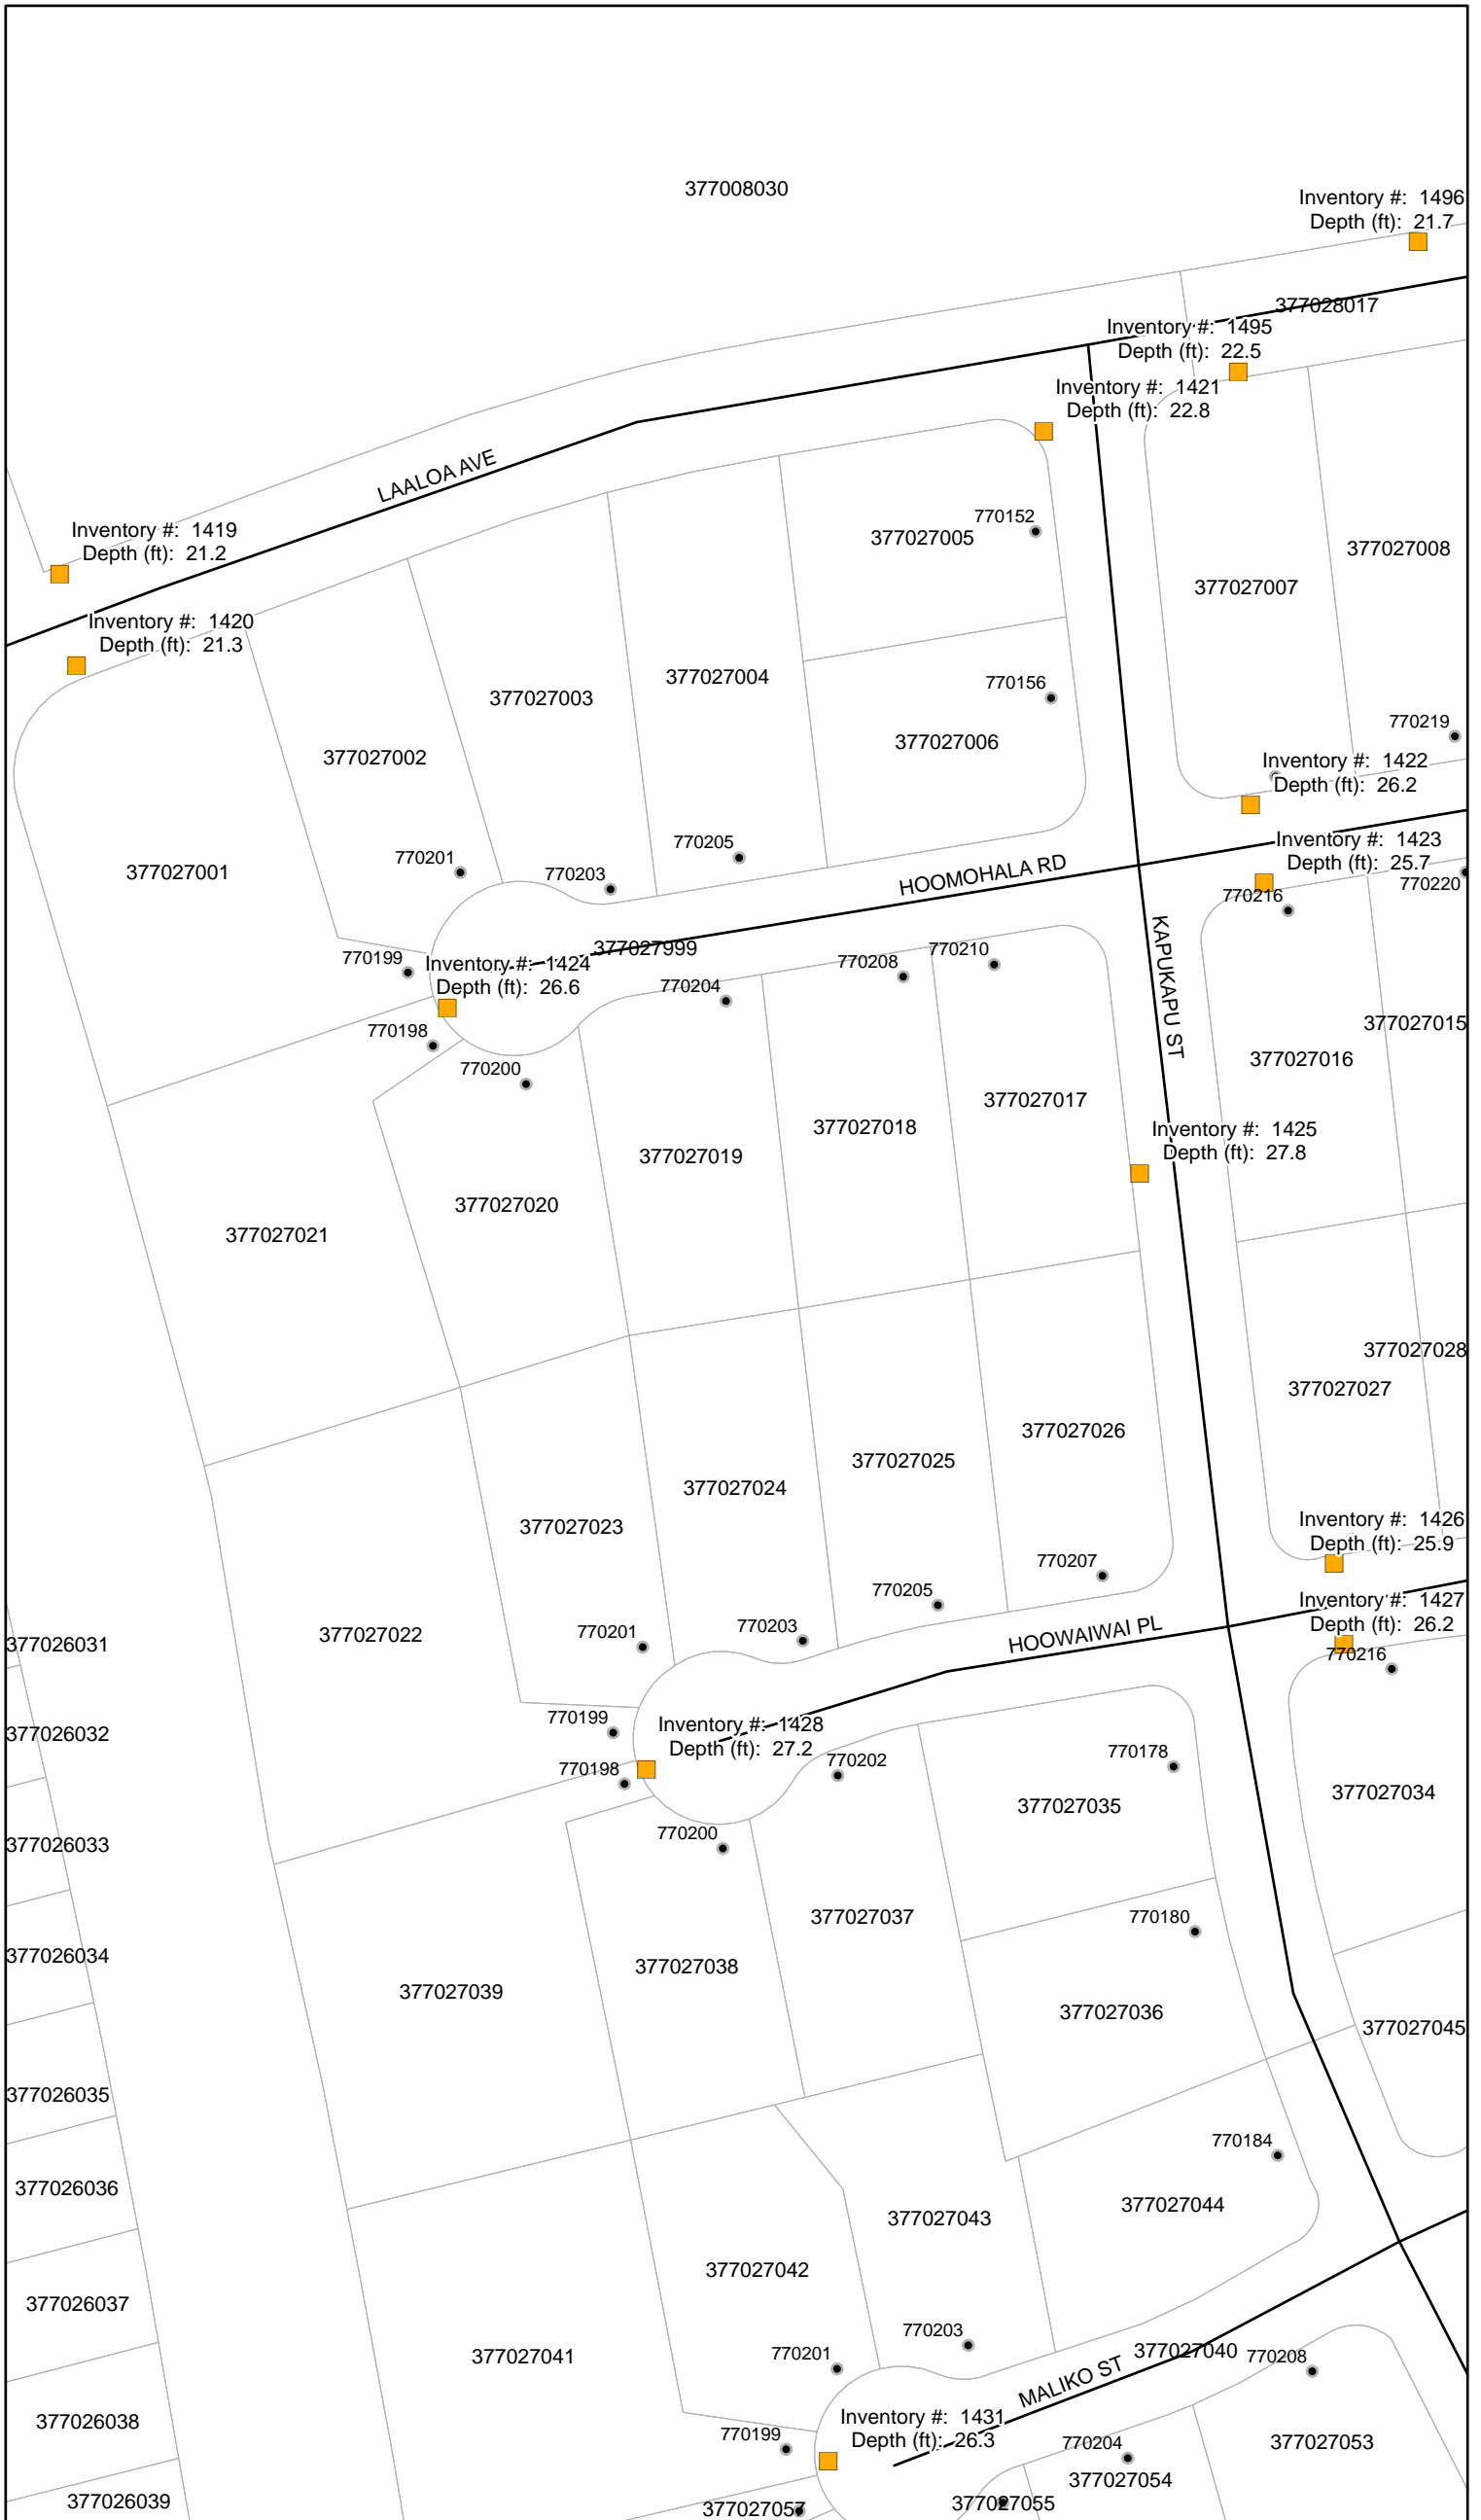 377008030
Inventory #: 1496
Depth (ft): 21.7
377028017
Inventory #: 1495
Depth (ft): 22.5
Inventory #: 1421
Depth (ft): 22.8
LAALOA AVE
Inventory #: 1419
Depth (ft): 21.2
770152
377027005
377027008
377027007
Inventory #: 1420
Depth (ft): 21.3
377027004
770156
377027003
770219
377027006
377027002
Inventory #: 1422
Depth (ft): 26.2
770205
Inventory #: 1423
Depth (ft): 25.7
770201
377027001
770203
HOOMOHALA RD
770220
770216
377027999
770210
KAPUKAPU ST
770199
Inventory #: 1424
Depth (ft): 26.6
770208
770204
377027015
770198
377027016
770200
377027017
377027018
Inventory #: 1425
Depth (ft): 27.8
377027019
377027020
377027021
377027028
377027027
377027026
377027025
377027024
377027023
Inventory #: 1426
Depth (ft): 25.9
770207
770205
Inventory #: 1427
Depth (ft): 26.2
770203
770201
377027022
HOOWAIWAI PL
377026031
770216
770199
Inventory #: 1428
Depth (ft): 27.2
377026032
770178
770202
770198
377027034
377027035
770200
377026033
377027037
770180
377026034
377027038
377027039
377027036
377027045
377026035
770184
377026036
377027044
377027043
377027042
377026037
770203
377027040
770208
770201
377027041
MALIKO ST
Inventory #: 1431
Depth (ft): 26.3
377026038
770199
770204
377027053
377027054
377026039
377027057
377027055